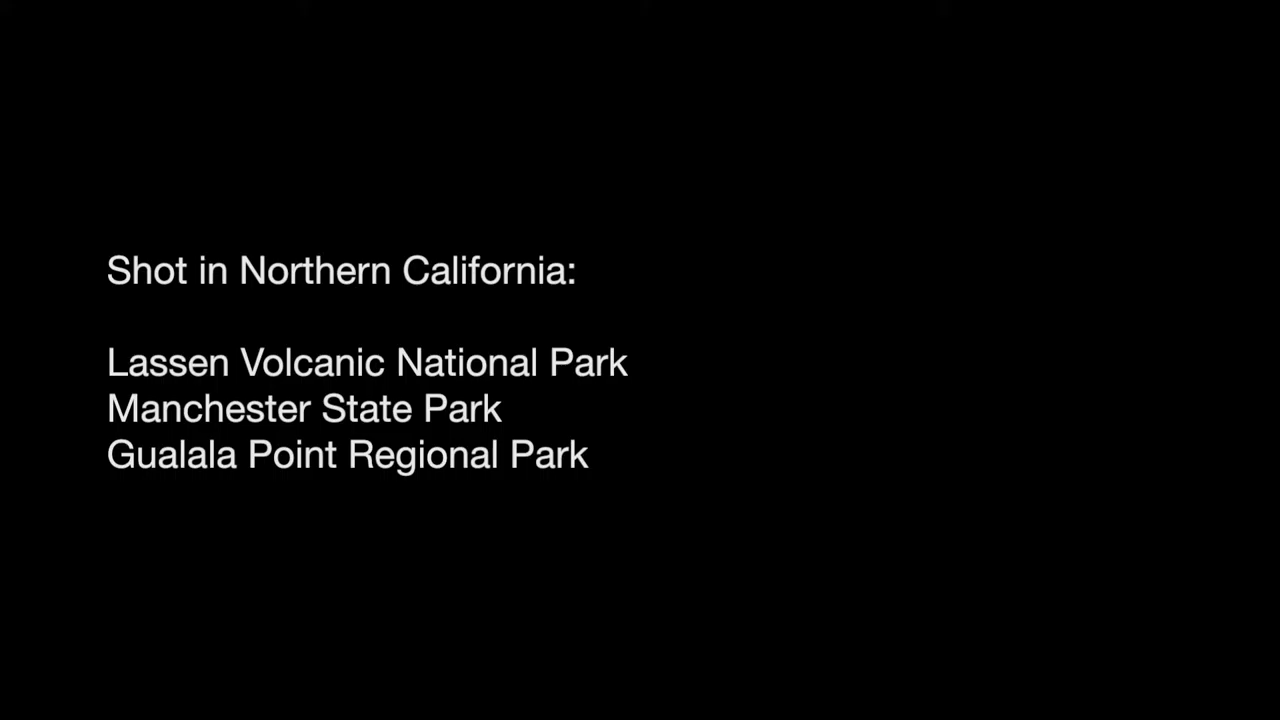 Shot in Northern California:
Lassen Volcanic National Park
Manchester State Park
Gualala Point Regional Park